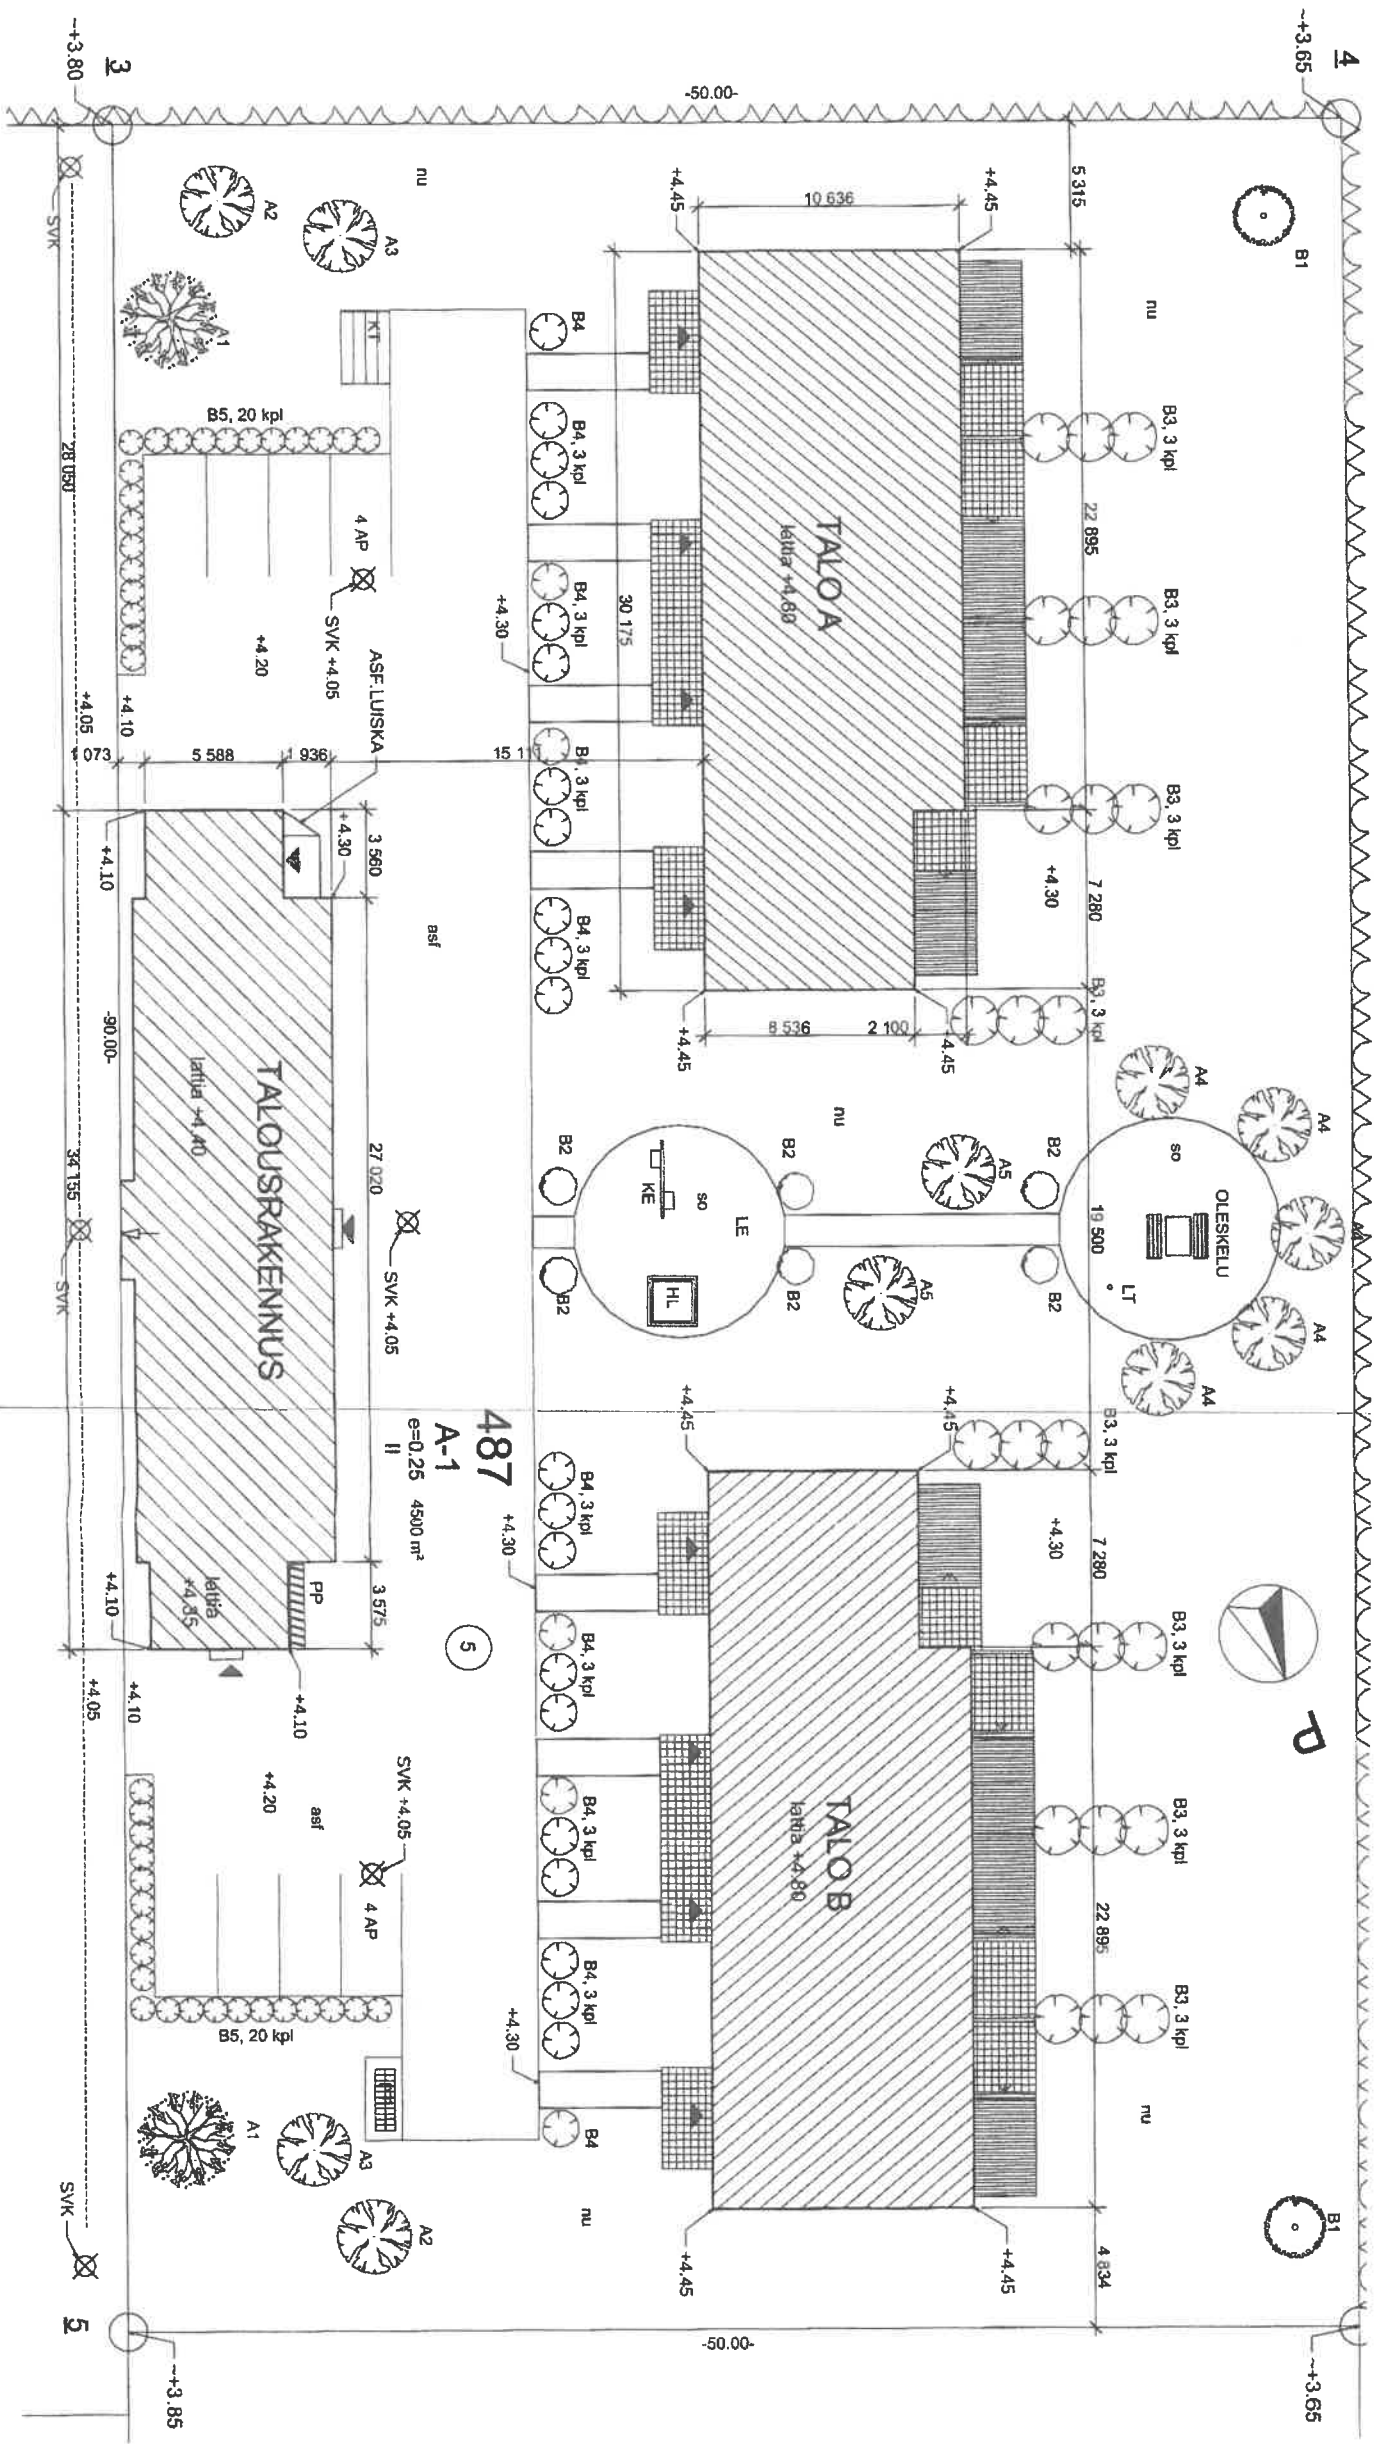 4
~+3.65
5 315
B1
nu
B3, 3 kpl
22 895
B3, 3 kpl
B3, 3 kpl
+4.30
7 280
B3, 3 kpl
A4
A4
A4
A4
A4
so
OLESKELU
LT
19 500
B3, 3 kpl
+4.30
7 280
B3, 3 kpl
B3, 3 kpl
22 895
B3, 3 kpl
nu
B1
4 834
~+3.65
-50.00-
+4.45
+4.45
10 636
TALO A
lattia +4.80
30 175
+4.45
+4.45
8 536
2 100
nu
A5
A5
B2
B2
B2
B2
B2
B2
KE
so
LE
HL
+4.45
+4.45
TALO B
lattia +4.80
+4.45
+4.45
-50.00-
nu
B4
B4, 3 kpl
B4, 3 kpl
B4, 3 kpl
B4, 3 kpl
+4.30
15 111
B4, 3 kpl
B4, 3 kpl
B4, 3 kpl
B4, 3 kpl
B4
+4.30
+4.30
nu
487
A-1
e=0.25
4500 m²
II
5
asf
A2
A3
A1
KT
B5, 20 kpl
4 AP
SVK +4.05
+4.20
ASF.LUISKA
+4.10
+4.05
1 073
5 588
1 936
+4.30
3 560
+4.10
27 020
SVK +4.05
TALOUSRAKENNUS
lattia +4.40
-90.00-
34 155
SVK
PP
3 575
lattia
+4.35
+4.10
+4.10
+4.10
+4.05
+4.20
asf
SVK +4.05
4 AP
B5, 20 kpl
A1
A3
A2
SVK
3
~+3.80
SVK
28 050
5
~+3.85